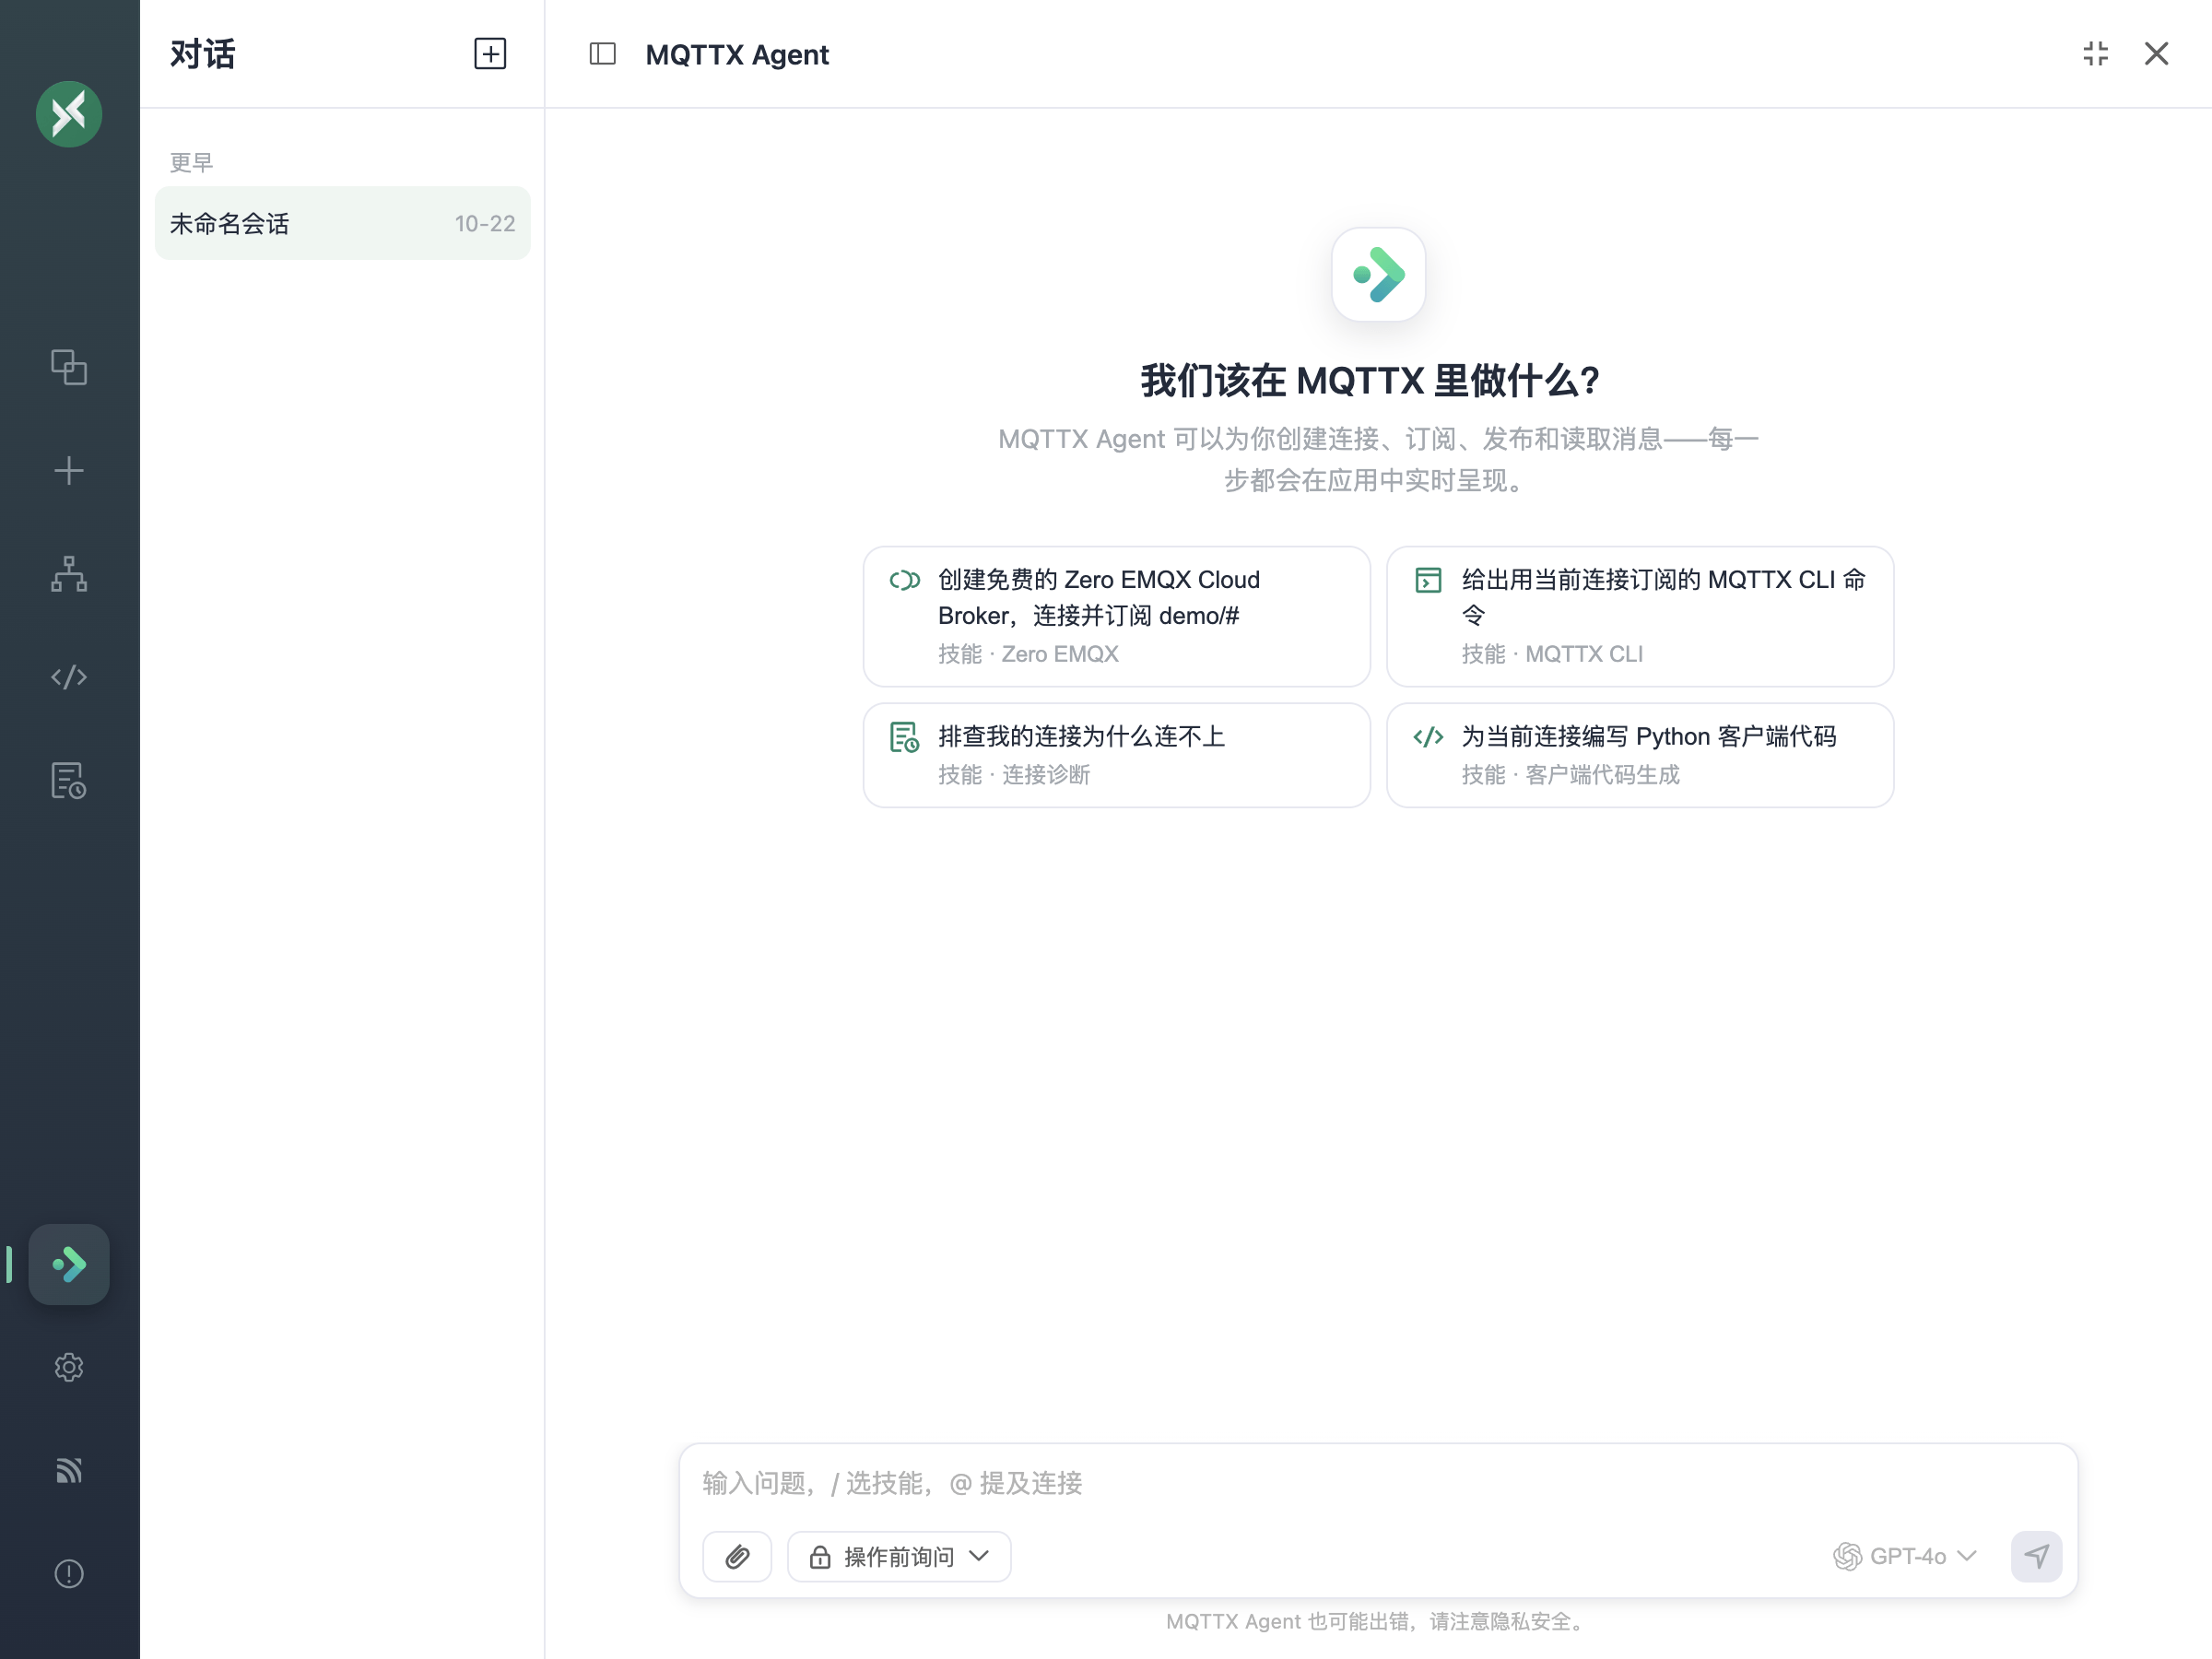 对话
MQTTX Agent
更早
未命名会话 10-22
我们该在 MQTTX 里做什么?
MQTTX Agent 可以为你创建连接、订阅、发布和读取消息——每一
步都会在应用中实时呈现。
创建免费的 Zero EMQX Cloud
Broker，连接并订阅 demo/#
技能 · Zero EMQX
给出用当前连接订阅的 MQTTX CLI 命
令
技能 · MQTTX CLI
排查我的连接为什么连不上
技能 · 连接诊断
为当前连接编写 Python 客户端代码
技能 · 客户端代码生成
输入问题，/ 选技能，@ 提及连接
操作前询问
GPT-4o
MQTTX Agent 也可能出错，请注意隐私安全。